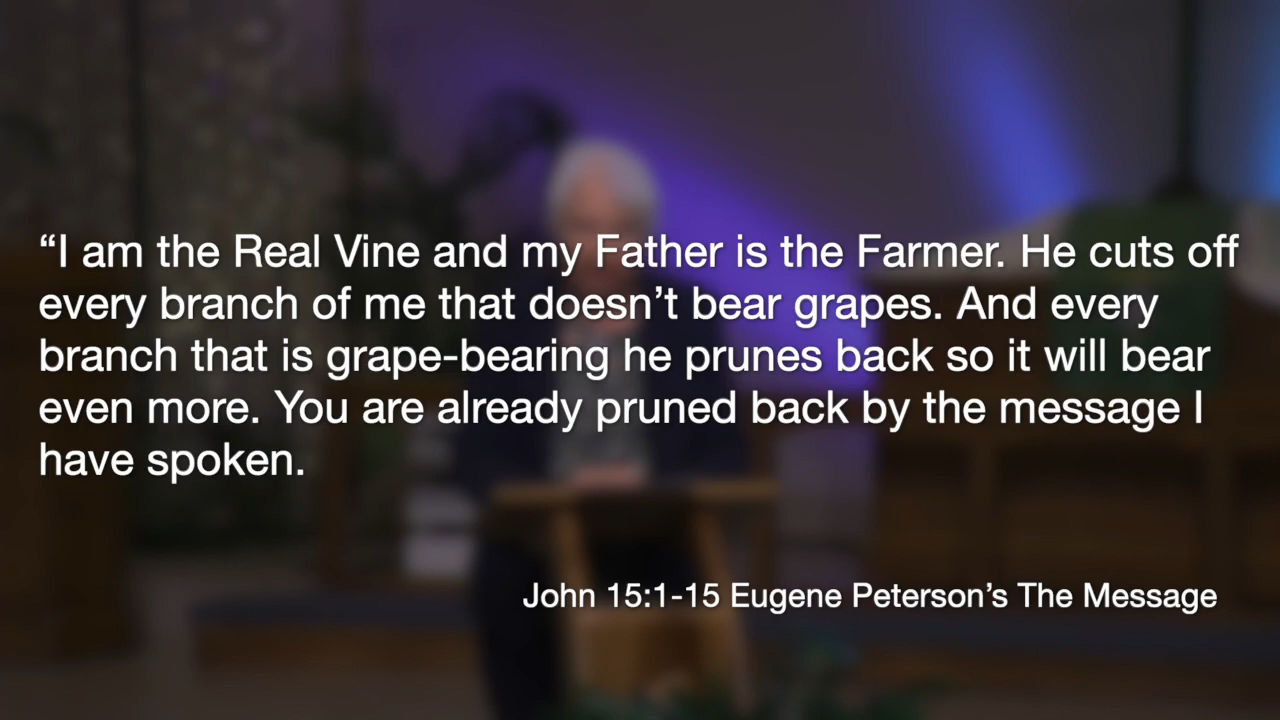 “I am the Real Vine and my Father is the Farmer. He cuts off
every branch of me that doesn’t bear grapes. And every
branch that is grape-bearing he prunes back so it will bear
even more. You are already pruned back by the message I
have spoken.
John 15:1-15 Eugene Peterson’s The Message